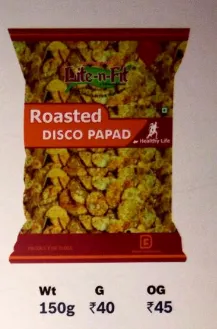 Lite-n-Fit
Roasted
DISCO PAPAD
Healthy Life
Wt G OG
150g ₹40 ₹45